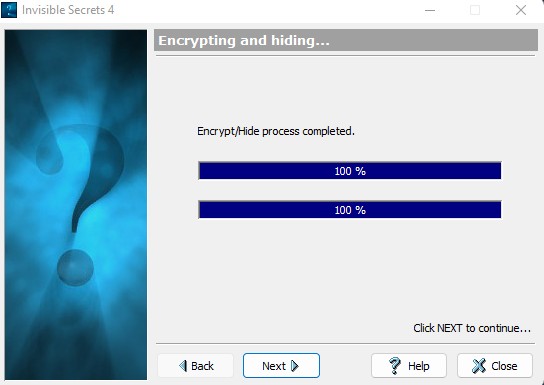 Invisible Secrets 4
Encrypting and hiding...
Encrypt/Hide process completed.
100 %
100 %
Click NEXT to continue...
Back
Next
Help
Close